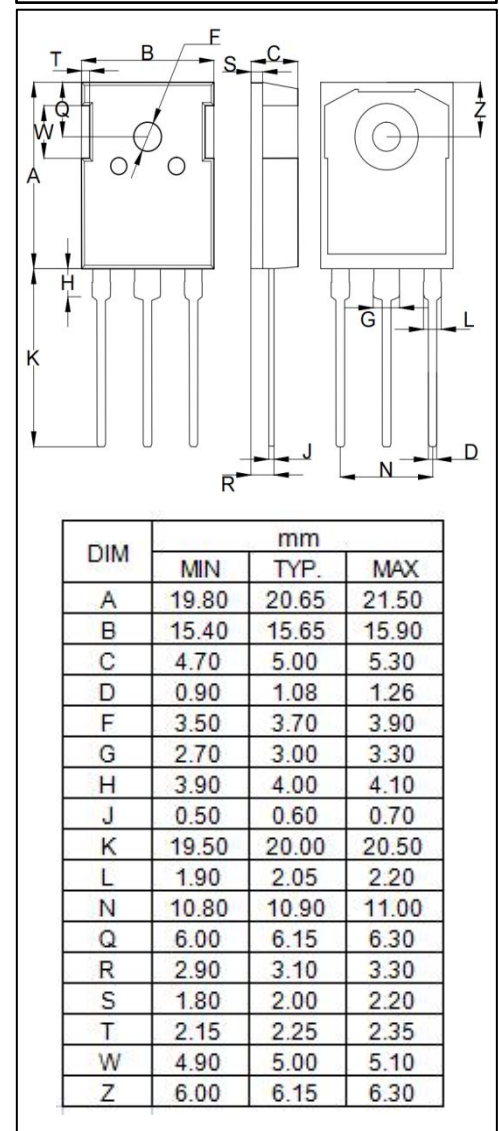 F
T B S C
Q Z
W
A
H
G L
K
J D
R N
DIM mm
MIN TYP. MAX
A 19.80 20.65 21.50
B 15.40 15.65 15.90
C 4.70 5.00 5.30
D 0.90 1.08 1.26
F 3.50 3.70 3.90
G 2.70 3.00 3.30
H 3.90 4.00 4.10
J 0.50 0.60 0.70
K 19.50 20.00 20.50
L 1.90 2.05 2.20
N 10.80 10.90 11.00
Q 6.00 6.15 6.30
R 2.90 3.10 3.30
S 1.80 2.00 2.20
T 2.15 2.25 2.35
W 4.90 5.00 5.10
Z 6.00 6.15 6.30